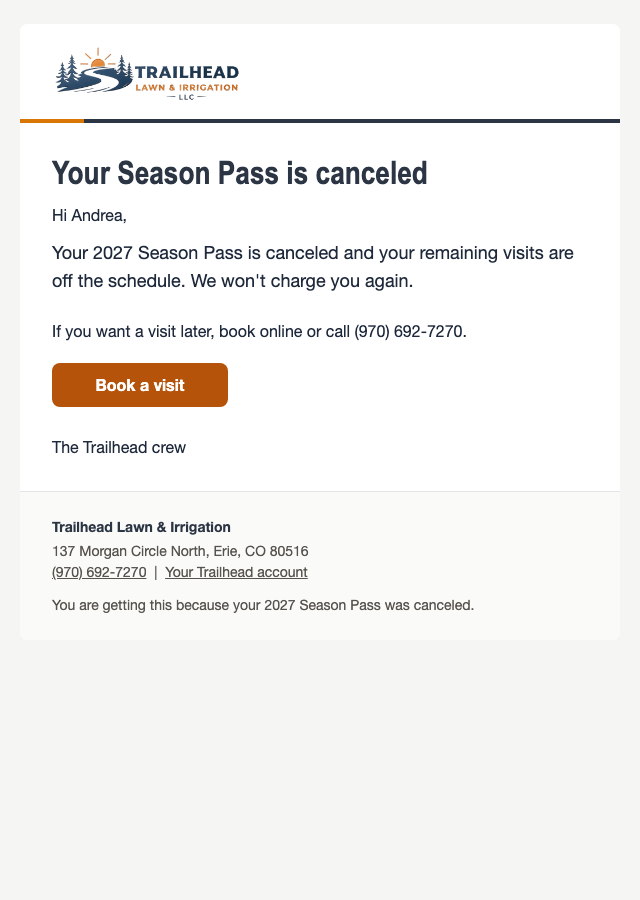 TRAILHEAD
LAWN & IRRIGATION
LLC
Your Season Pass is canceled
Hi Andrea,
Your 2027 Season Pass is canceled and your remaining visits are
off the schedule. We won't charge you again.
If you want a visit later, book online or call (970) 692-7270.
Book a visit
The Trailhead crew
Trailhead Lawn & Irrigation
137 Morgan Circle North, Erie, CO 80516
(970) 692-7270 | Your Trailhead account
You are getting this because your 2027 Season Pass was canceled.